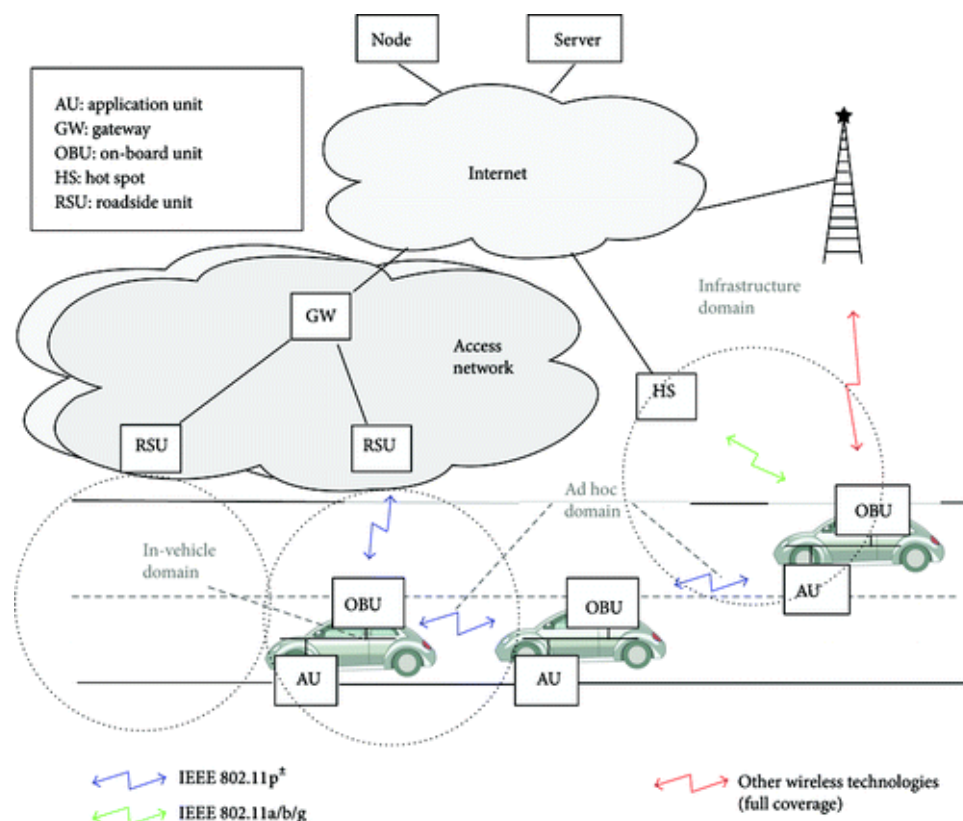 Node
Server
AU: application unit
GW: gateway
OBU: on-board unit
HS: hot spot
RSU: roadside unit
Internet
Infrastructure
domain
GW
Access
network
HS
RSU
RSU
Ad hoc
domain
OBU
In-vehicle
domain
AU
OBU
OBU
AU
AU
IEEE 802.11p±
IEEE 802.11a/b/g
Other wireless technologies
(full coverage)